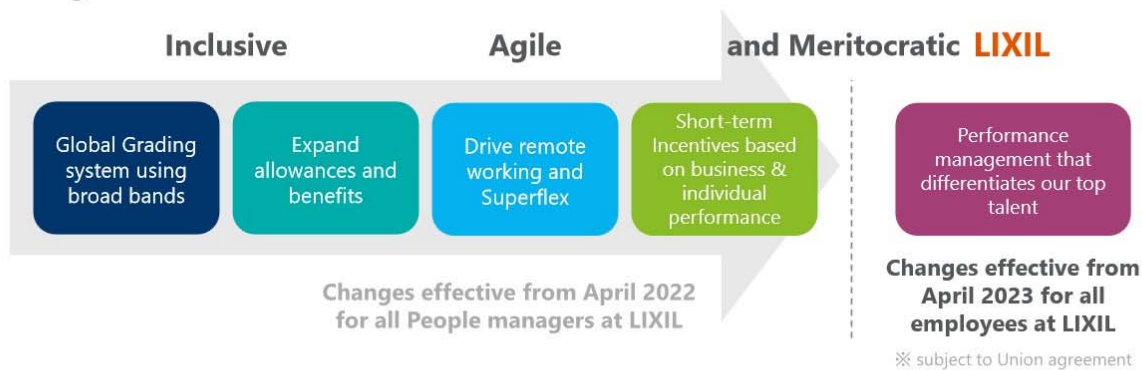 Inclusive
Agile
and Meritocratic LIXIL
Global Grading
system using
broad bands
Expand
allowances and
benefits
Drive remote
working and
Superflex
Short-term
Incentives based
on business &
individual
performance
Performance
management that
differentiates our top
talent
Changes effective from April 2022
for all People managers at LIXIL
Changes effective from
April 2023 for all
employees at LIXIL
※ subject to Union agreement